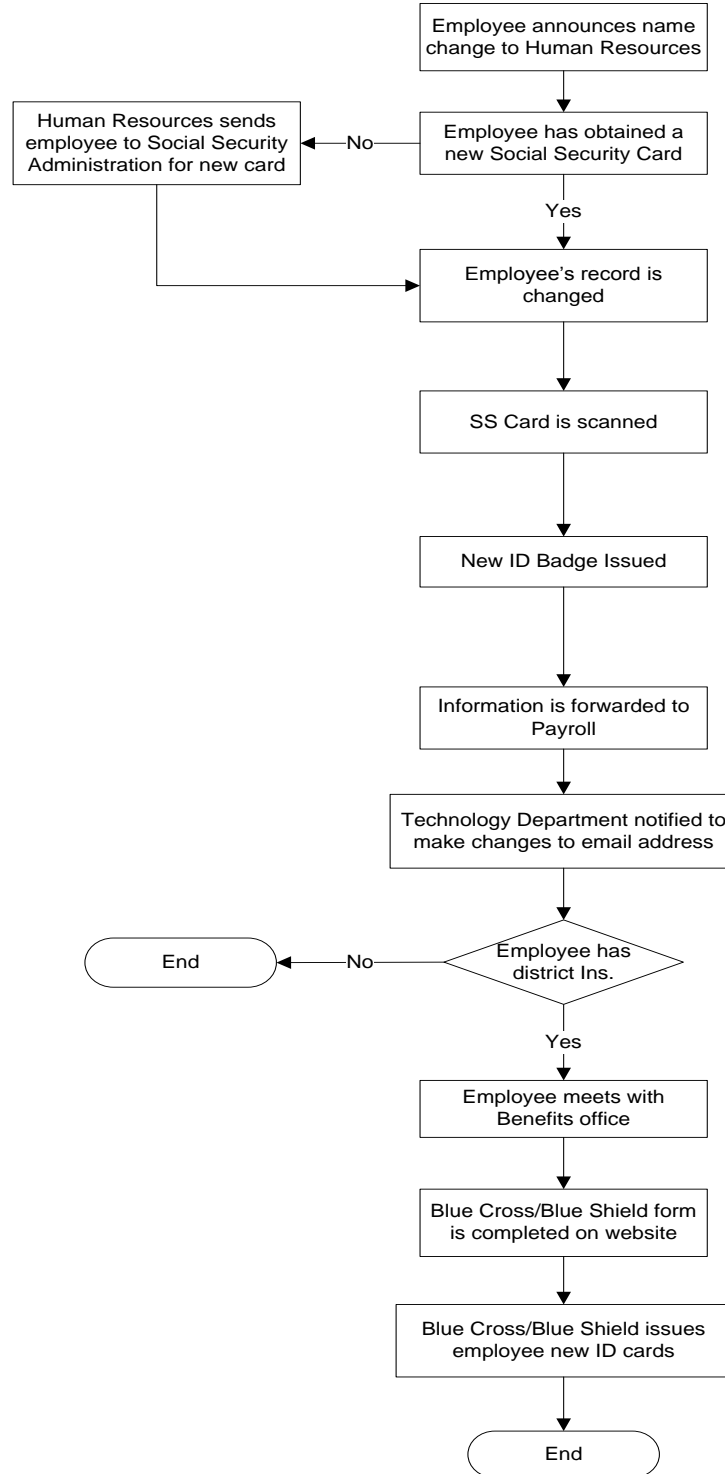 Employee announces name
change to Human Resources
Human Resources sends
employee to Social Security
Administration for new card
No
Employee has obtained a
new Social Security Card
Yes
Employee’s record is
changed
SS Card is scanned
New ID Badge Issued
Information is forwarded to
Payroll
Technology Department notified to
make changes to email address
End
No
Employee has
district Ins.
Yes
Employee meets with
Benefits office
Blue Cross/Blue Shield form
is completed on website
Blue Cross/Blue Shield issues
employee new ID cards
End